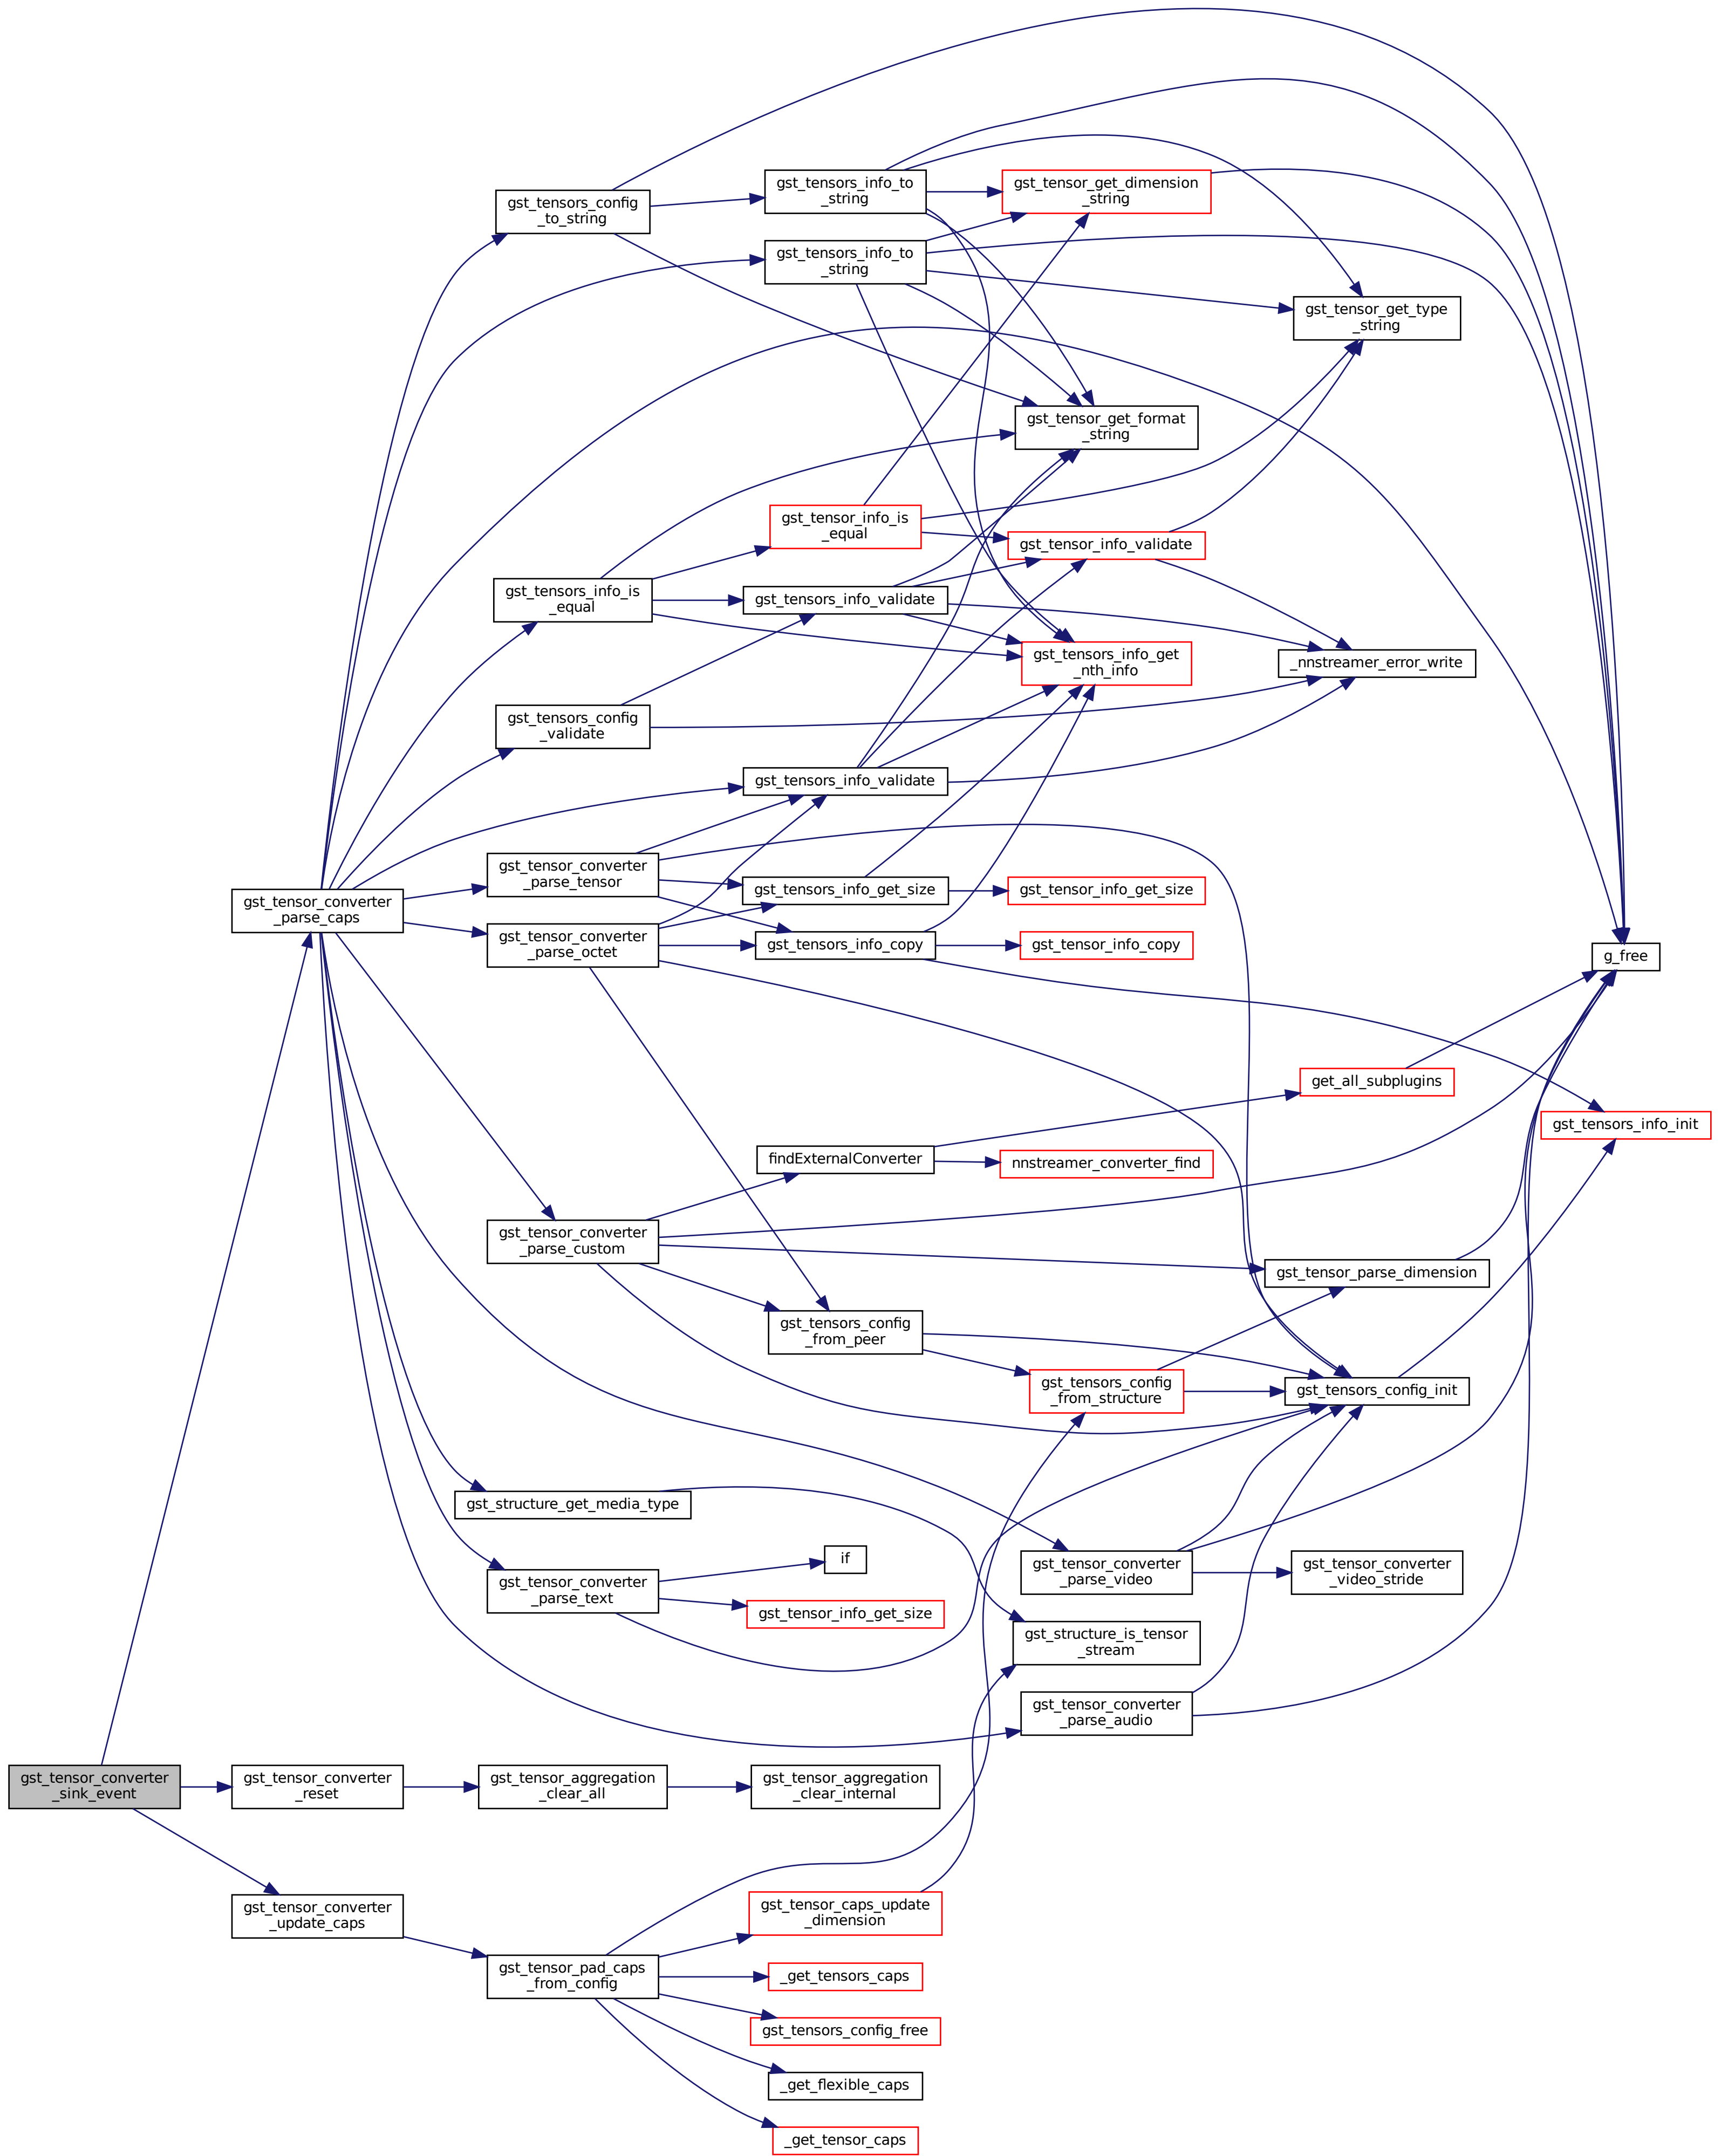 gst_tensors_config
_to_string
gst_tensors_info_to
_string
gst_tensor_get_dimension
_string
gst_tensors_info_to
_string
gst_tensor_get_type
_string
gst_tensor_get_format
_string
gst_tensor_info_is
_equal
gst_tensor_info_validate
gst_tensors_info_is
_equal
gst_tensors_info_validate
gst_tensors_info_get
_nth_info
_nnstreamer_error_write
gst_tensors_config
_validate
gst_tensors_info_validate
gst_tensor_converter
_parse_tensor
gst_tensors_info_get_size
gst_tensor_info_get_size
gst_tensor_converter
_parse_caps
gst_tensor_converter
_parse_octet
gst_tensors_info_copy
gst_tensor_info_copy
g_free
get_all_subplugins
gst_tensors_info_init
findExternalConverter
nnstreamer_converter_find
gst_tensor_converter
_parse_custom
gst_tensor_parse_dimension
gst_tensors_config
_from_peer
gst_tensors_config
_from_structure
gst_tensors_config_init
gst_structure_get_media_type
if
gst_tensor_converter
_parse_video
gst_tensor_converter
_video_stride
gst_tensor_converter
_parse_text
gst_tensor_info_get_size
gst_structure_is_tensor
_stream
gst_tensor_converter
_parse_audio
gst_tensor_converter
_sink_event
gst_tensor_converter
_reset
gst_tensor_aggregation
_clear_all
gst_tensor_aggregation
_clear_internal
gst_tensor_converter
_update_caps
gst_tensor_caps_update
_dimension
gst_tensor_pad_caps
_from_config
_get_tensors_caps
gst_tensors_config_free
_get_flexible_caps
_get_tensor_caps